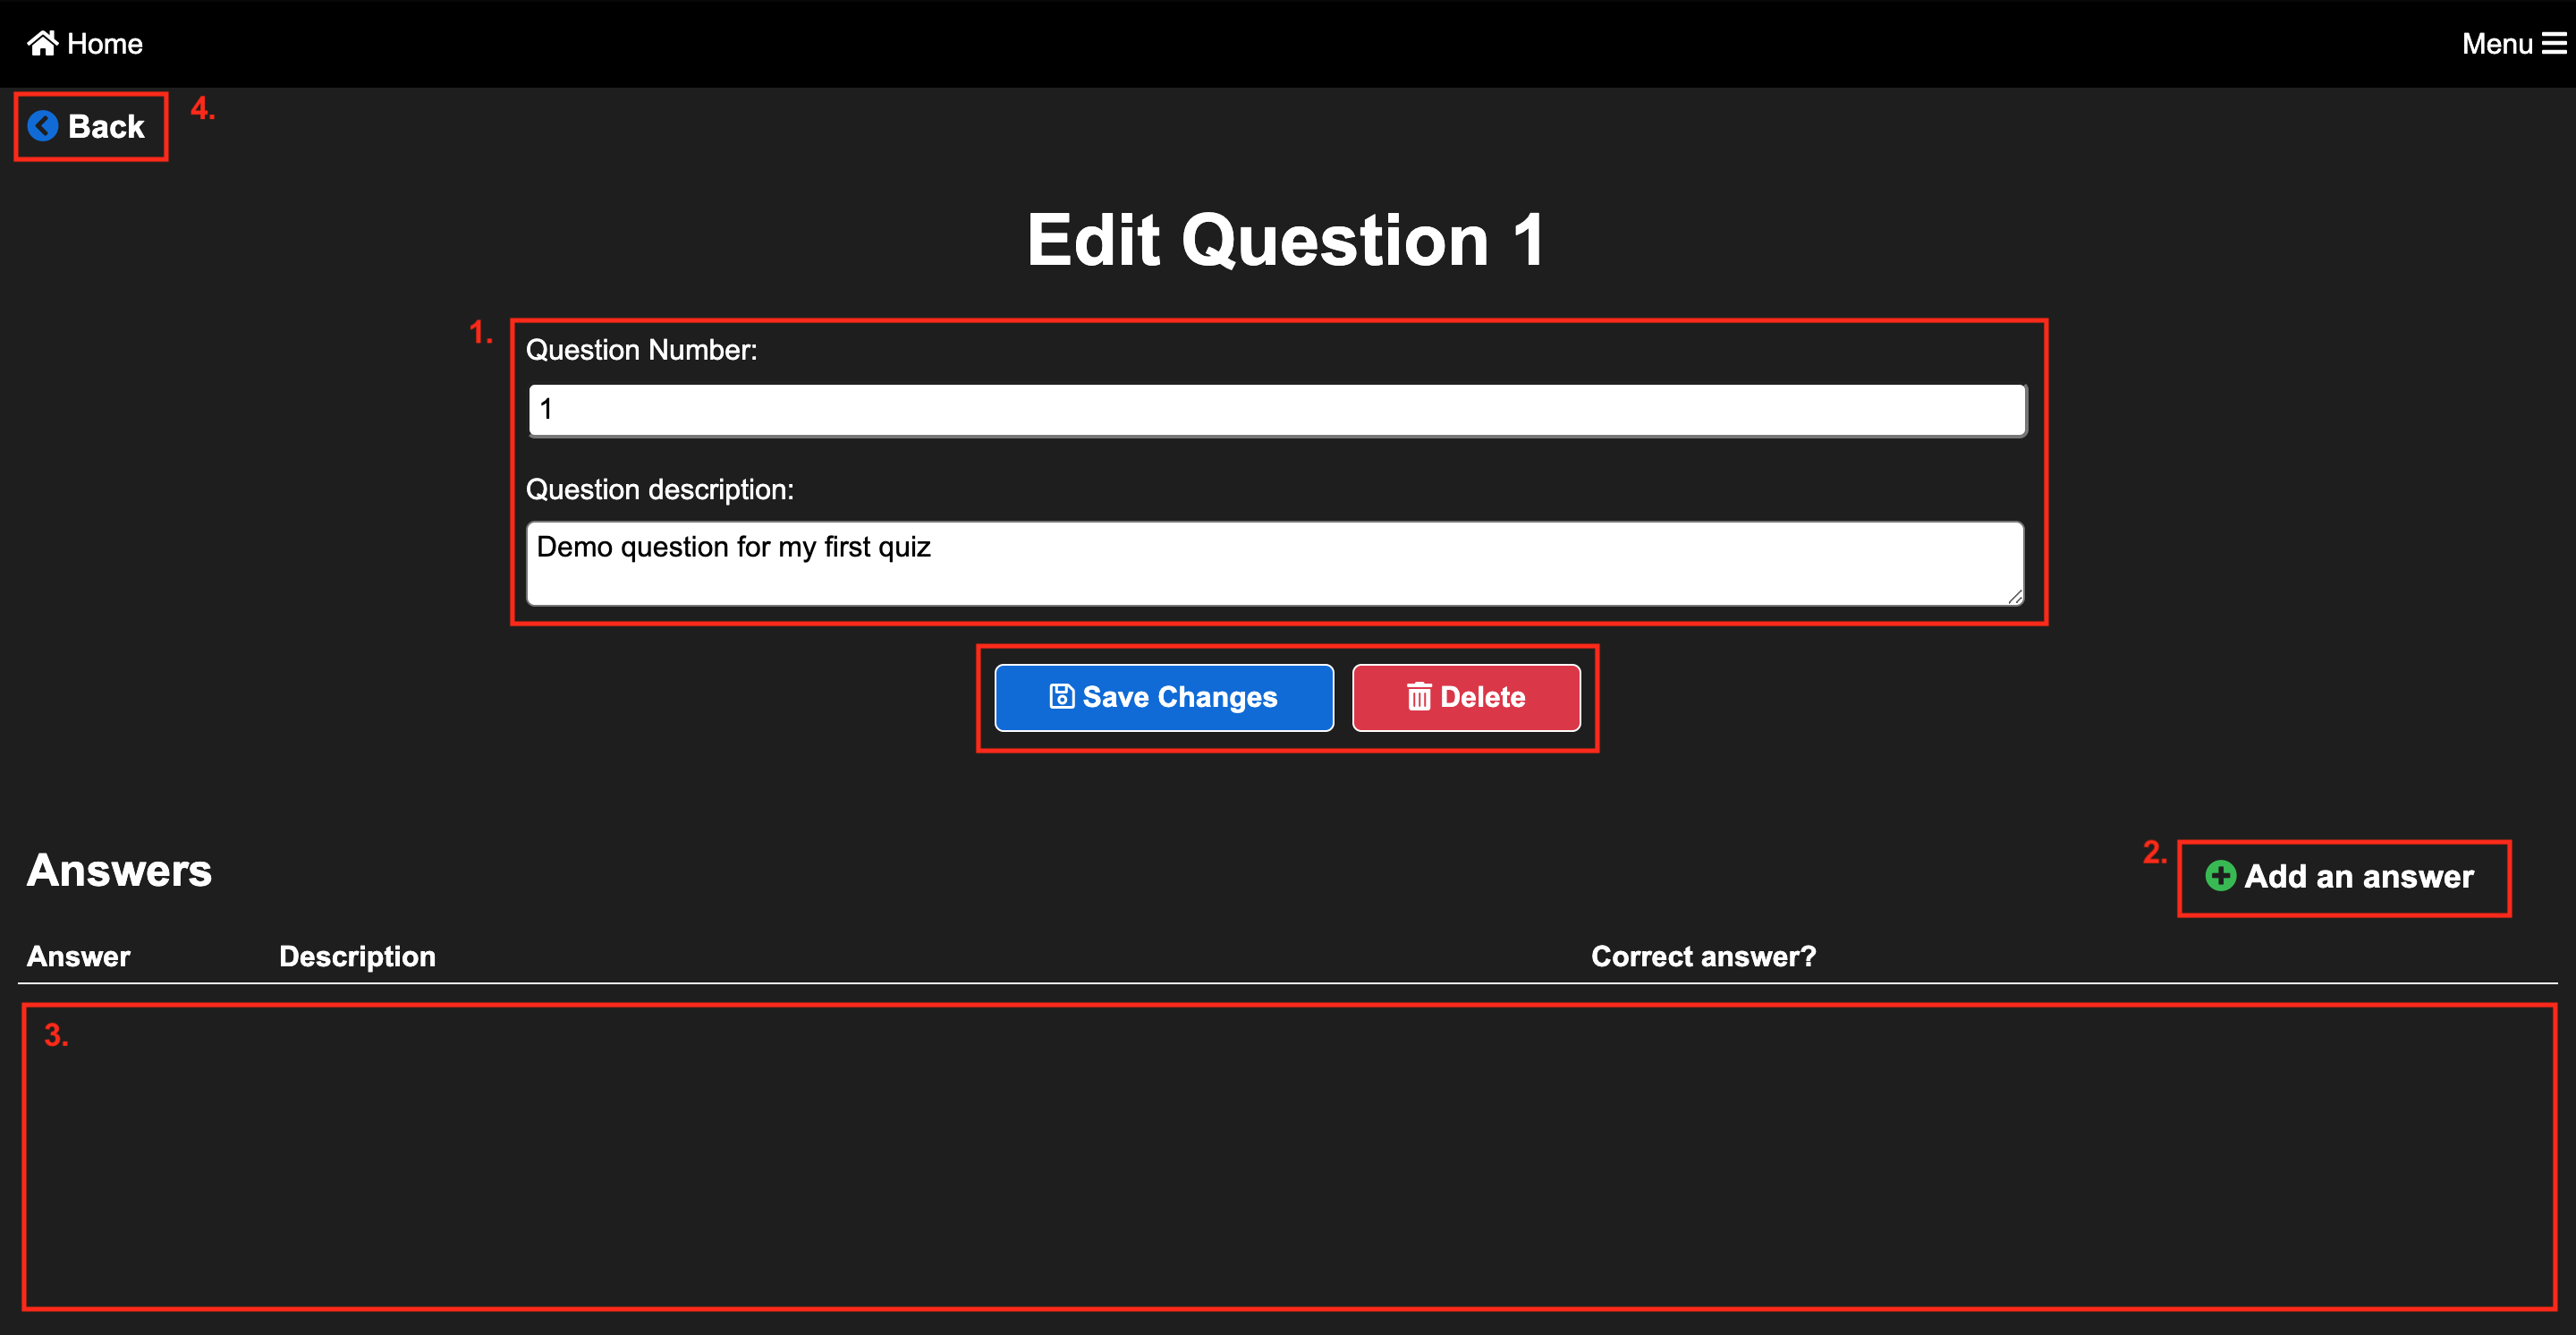 Home
Menu
Back
4.
Edit Question 1
1.
Question Number:
1
Question description:
Demo question for my first quiz
Save Changes
Delete
Answers
2.
Add an answer
Answer
Description
Correct answer?
3.